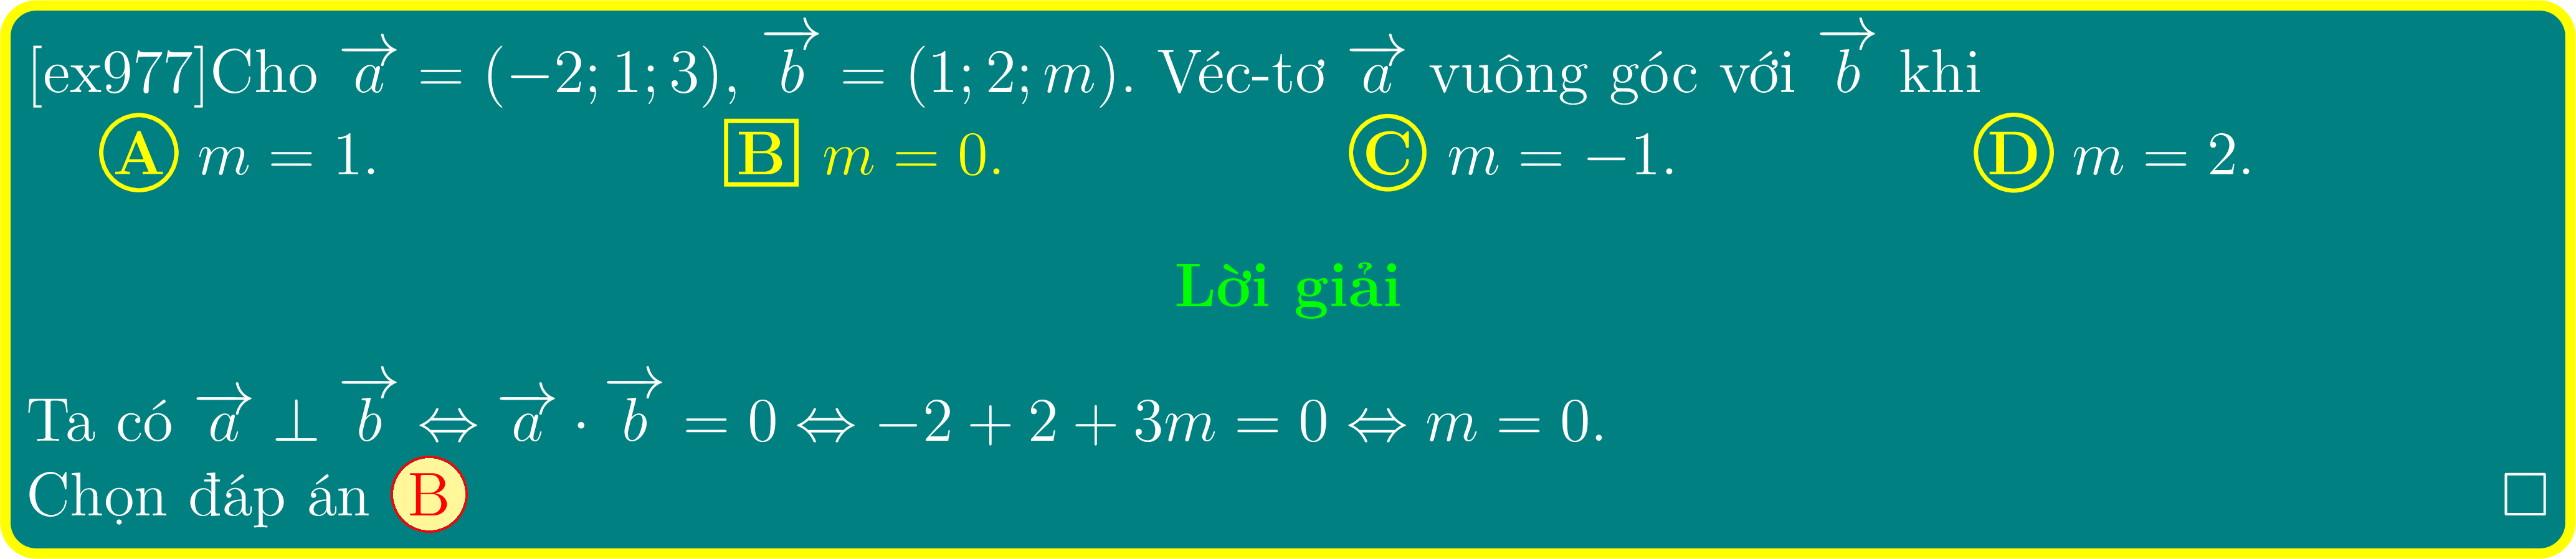 [ex977]Cho $\overrightarrow{a} = (-2; 1; 3)$, $\overrightarrow{b} = (1; 2; m)$. Véc-tơ $\overrightarrow{a}$ vuông góc với $\overrightarrow{b}$ khi
A $m = 1$. B $m = 0$. C $m = -1$. D $m = 2$.
Lời giải
Ta có $\overrightarrow{a} \perp \overrightarrow{b} \Leftrightarrow \overrightarrow{a} \cdot \overrightarrow{b} = 0 \Leftrightarrow -2 + 2 + 3m = 0 \Leftrightarrow m = 0$.
Chọn đáp án B □